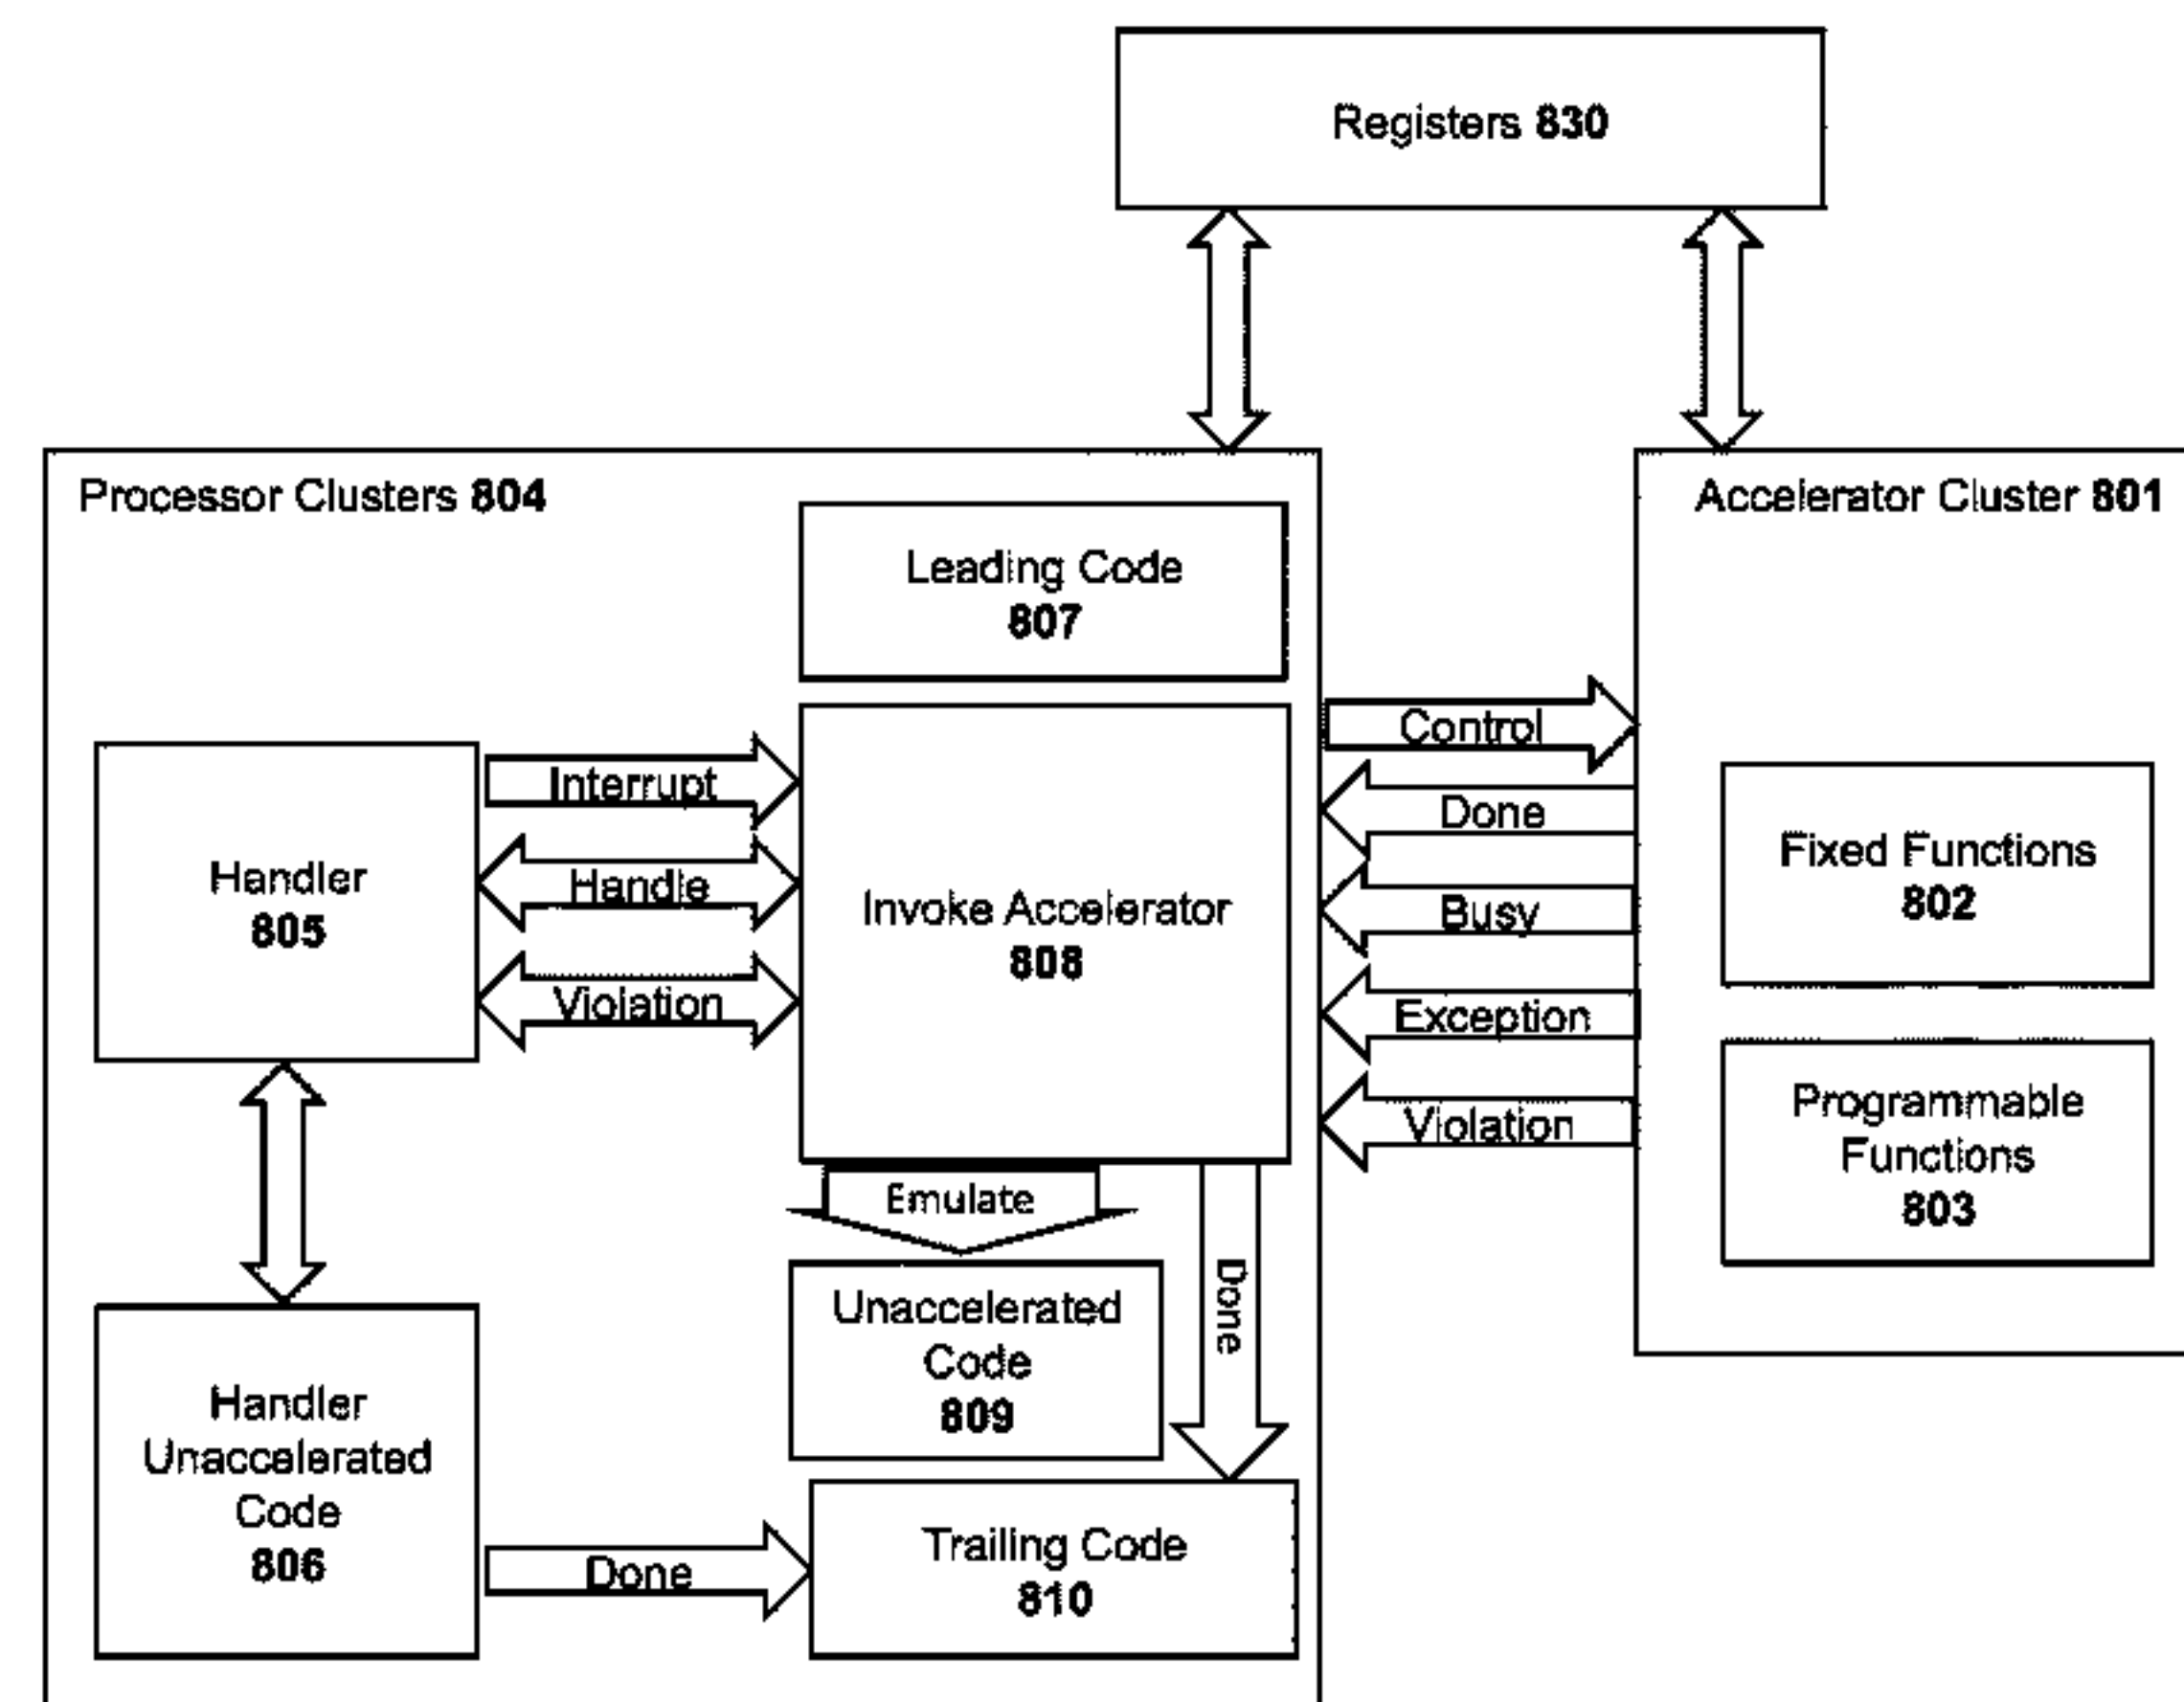 Registers 830
Processor Clusters 804
Accelerator Cluster 801
Leading Code
807
Control
Interrupt
Done
Handler
805
Handle
Invoke Accelerator
808
Busy
Fixed Functions
802
Violation
Exception
Programmable
Functions
803
Violation
Emulate
Done
Unaccelerated
Code
809
Handler
Unaccelerated
Code
806
Done
Trailing Code
810